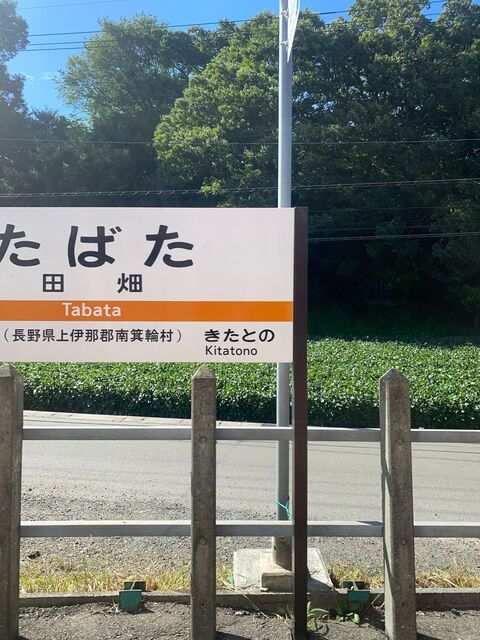 たばた
田畑
Tabata
（長野県上伊那郡南箕輪村）
きたとの
Kitatono